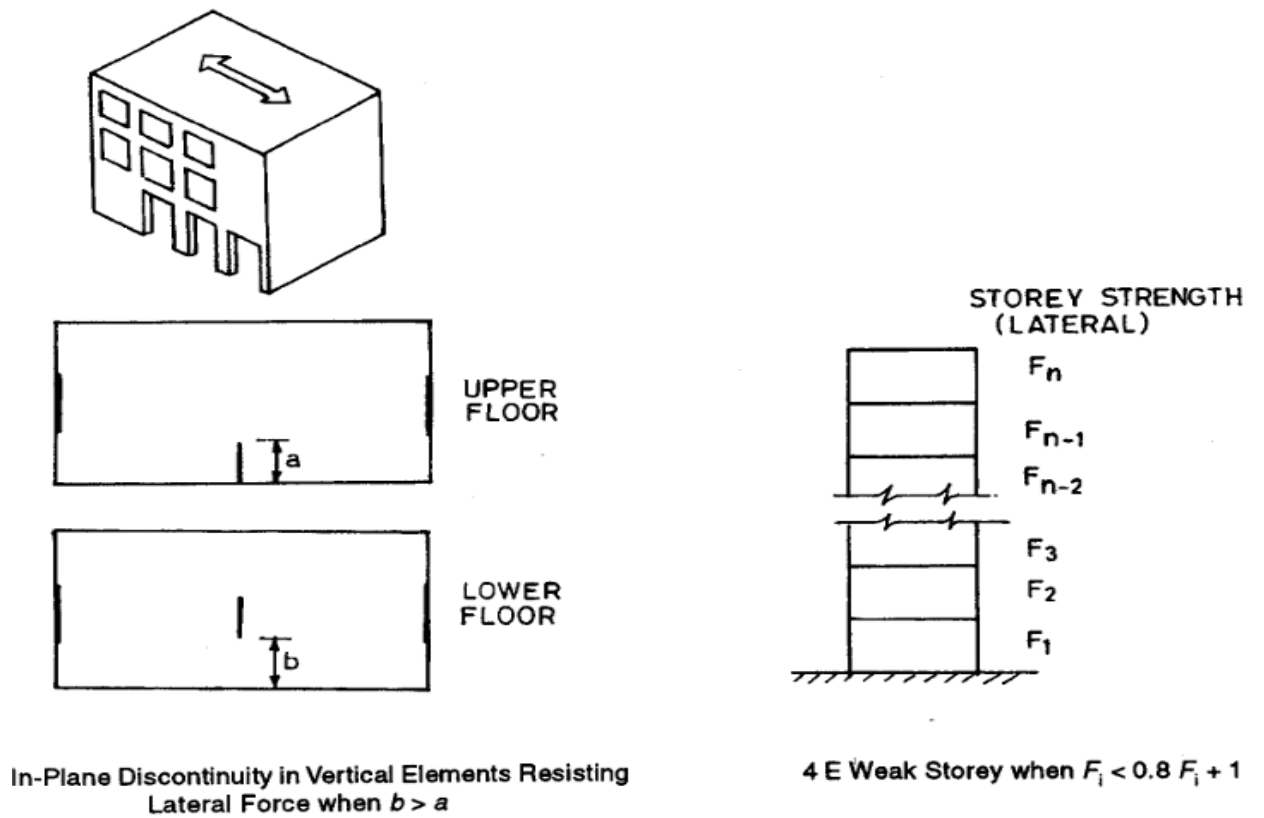 UPPER
FLOOR
a
LOWER
FLOOR
b
In-Plane Discontinuity in Vertical Elements Resisting
Lateral Force when b > a
STOREY STRENGTH
(LATERAL)
Fn
Fn-1
Fn-2
F3
F2
F1
4 E Weak Storey when Fi < 0.8 Fi + 1